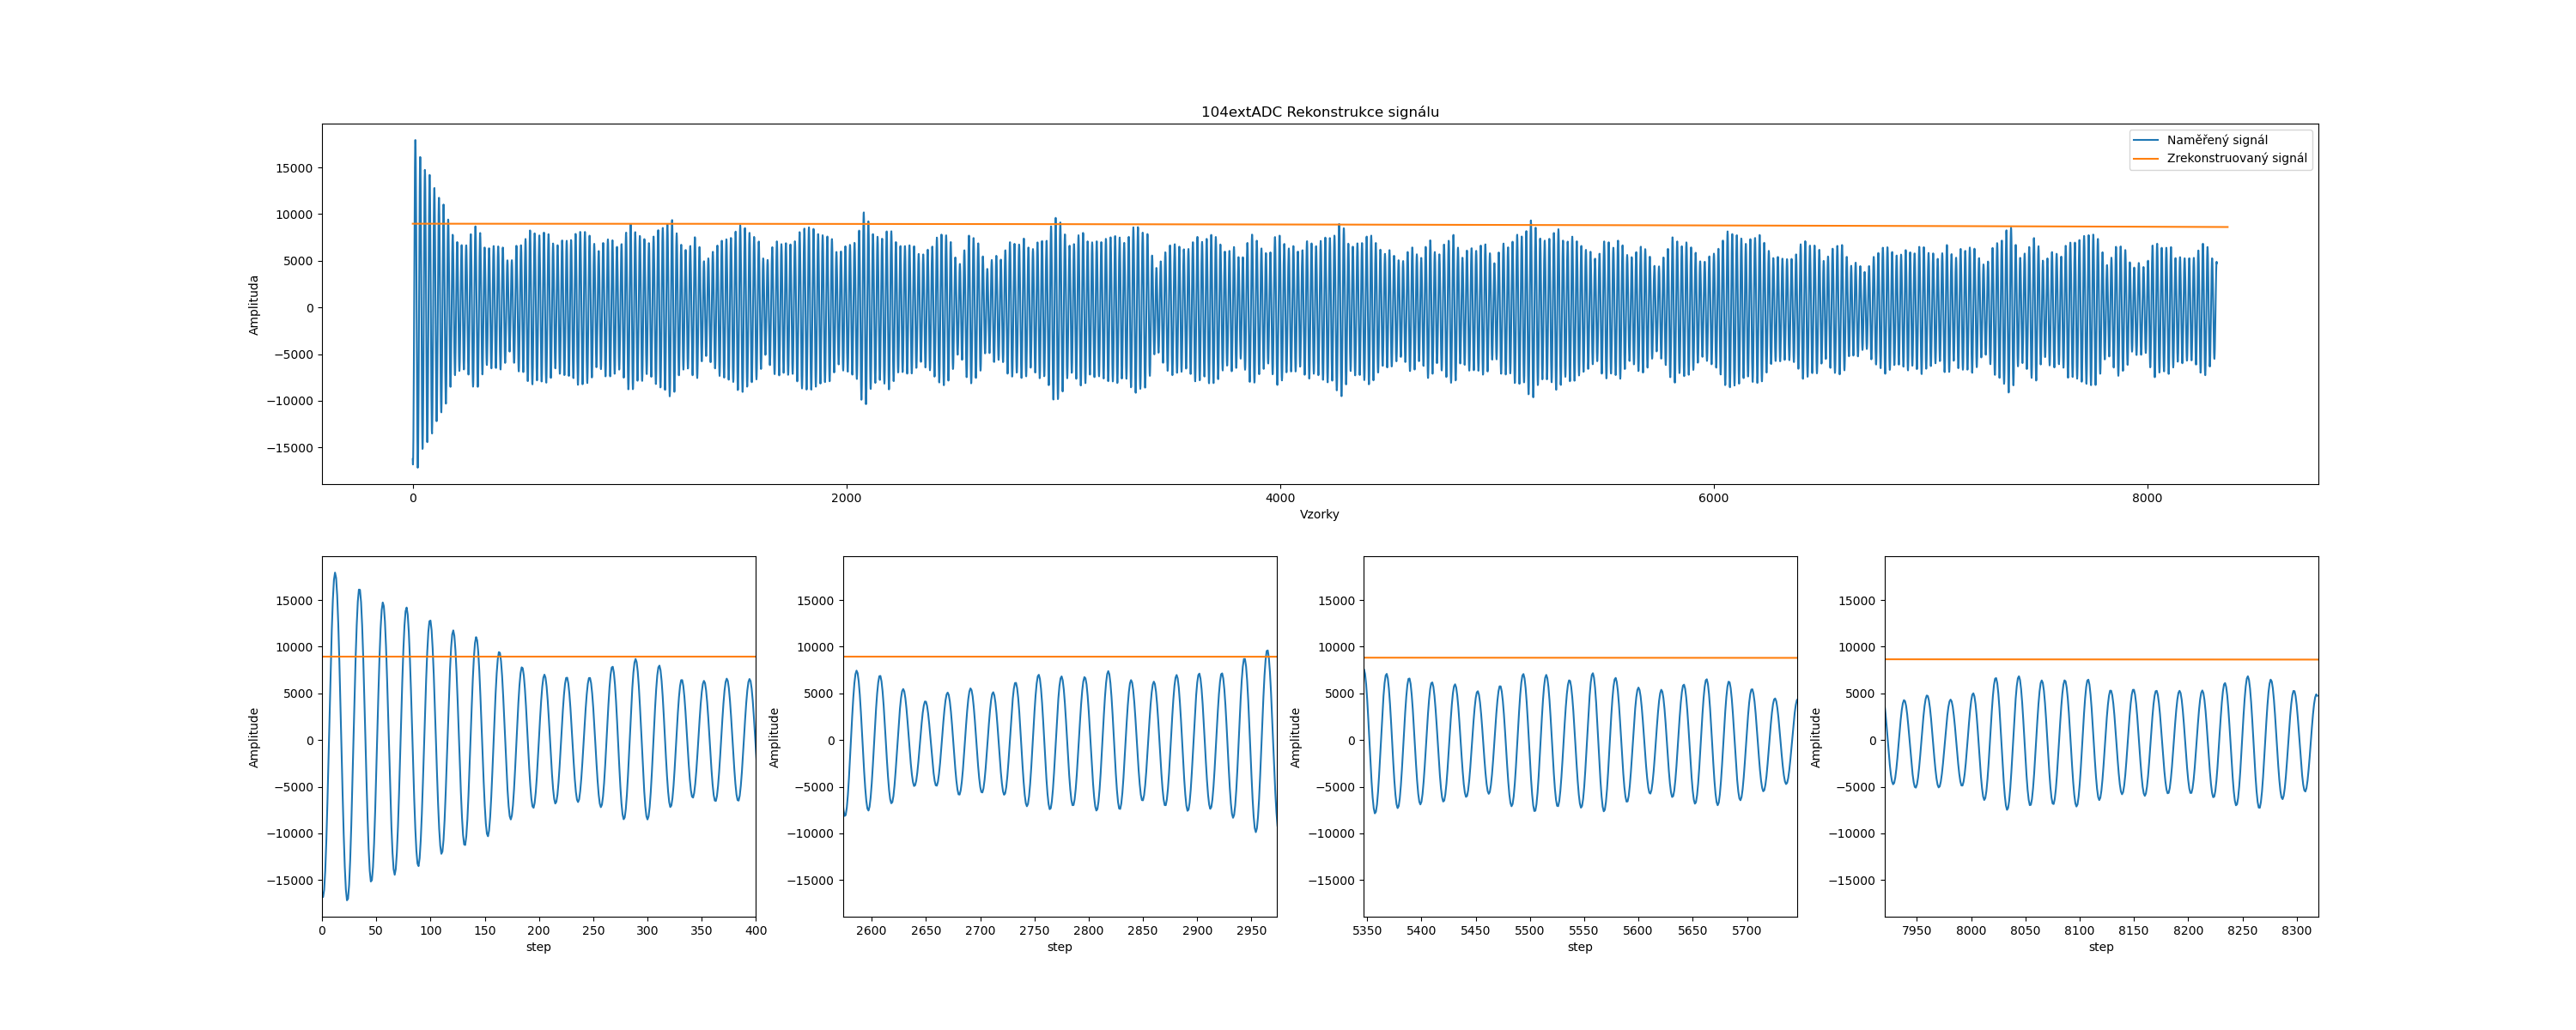 104extADC Rekonstrukce signálu
Naměřený signál
Zrekonstruovaný signál
Amplituda
15000
10000
5000
0
−5000
−10000
−15000
0 2000 4000 6000 8000
Vzorky
Amplitude
15000
10000
5000
0
−5000
−10000
−15000
0 50 100 150 200 250 300 350 400
step
Amplitude
15000
10000
5000
0
−5000
−10000
−15000
2600 2650 2700 2750 2800 2850 2900 2950
step
Amplitude
15000
10000
5000
0
−5000
−10000
−15000
5350 5400 5450 5500 5550 5600 5650 5700
step
Amplitude
15000
10000
5000
0
−5000
−10000
−15000
7950 8000 8050 8100 8150 8200 8250 8300
step